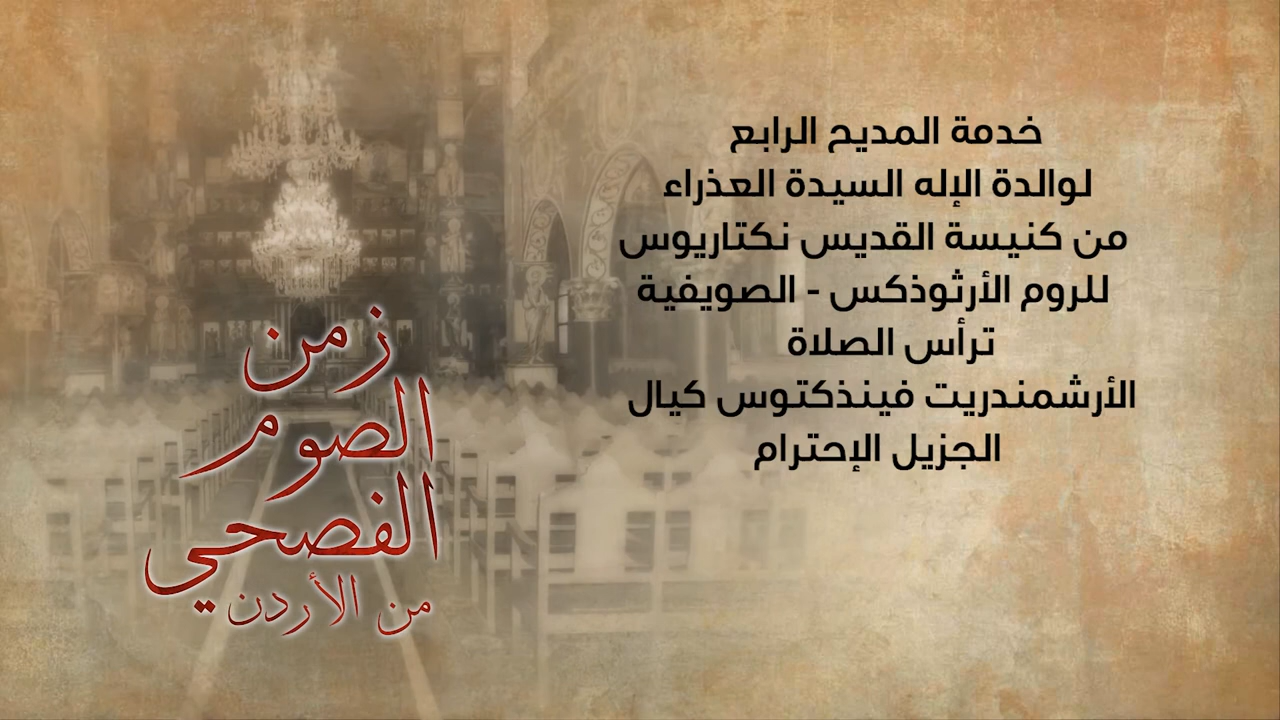 خدمة المديح الرابع
لوالدة الإله السيدة العذراء
من كنيسة القديس نكتاريوس
للروم الأرثوذكس - الصويفية
ترأس الصلاة
الأرشمندريت فينذكتوس كيال
الجزيل الإحترام
زمن
الصوم
الفصحي
من الأردن